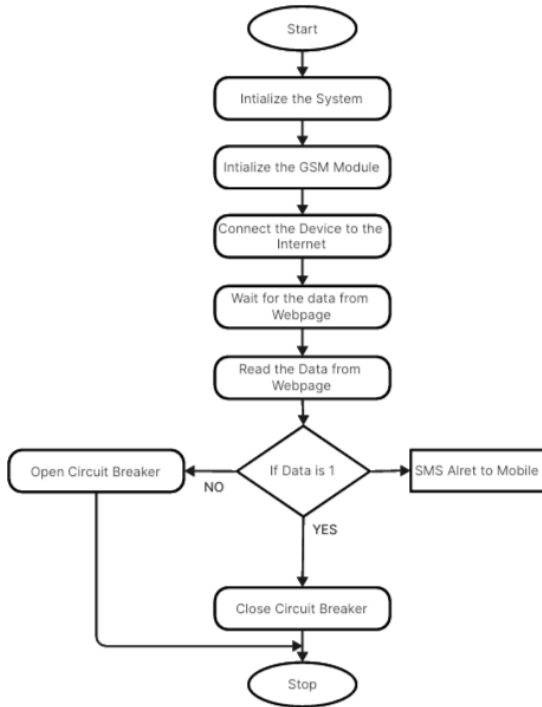 Start
Intialize the System
Intialize the GSM Module
Connect the Device to the
Internet
Wait for the data from
Webpage
Read the Data from
Webpage
Open Circuit Breaker
If Data is 1
SMS Alret to Mobile
NO
YES
Close Circuit Breaker
Stop